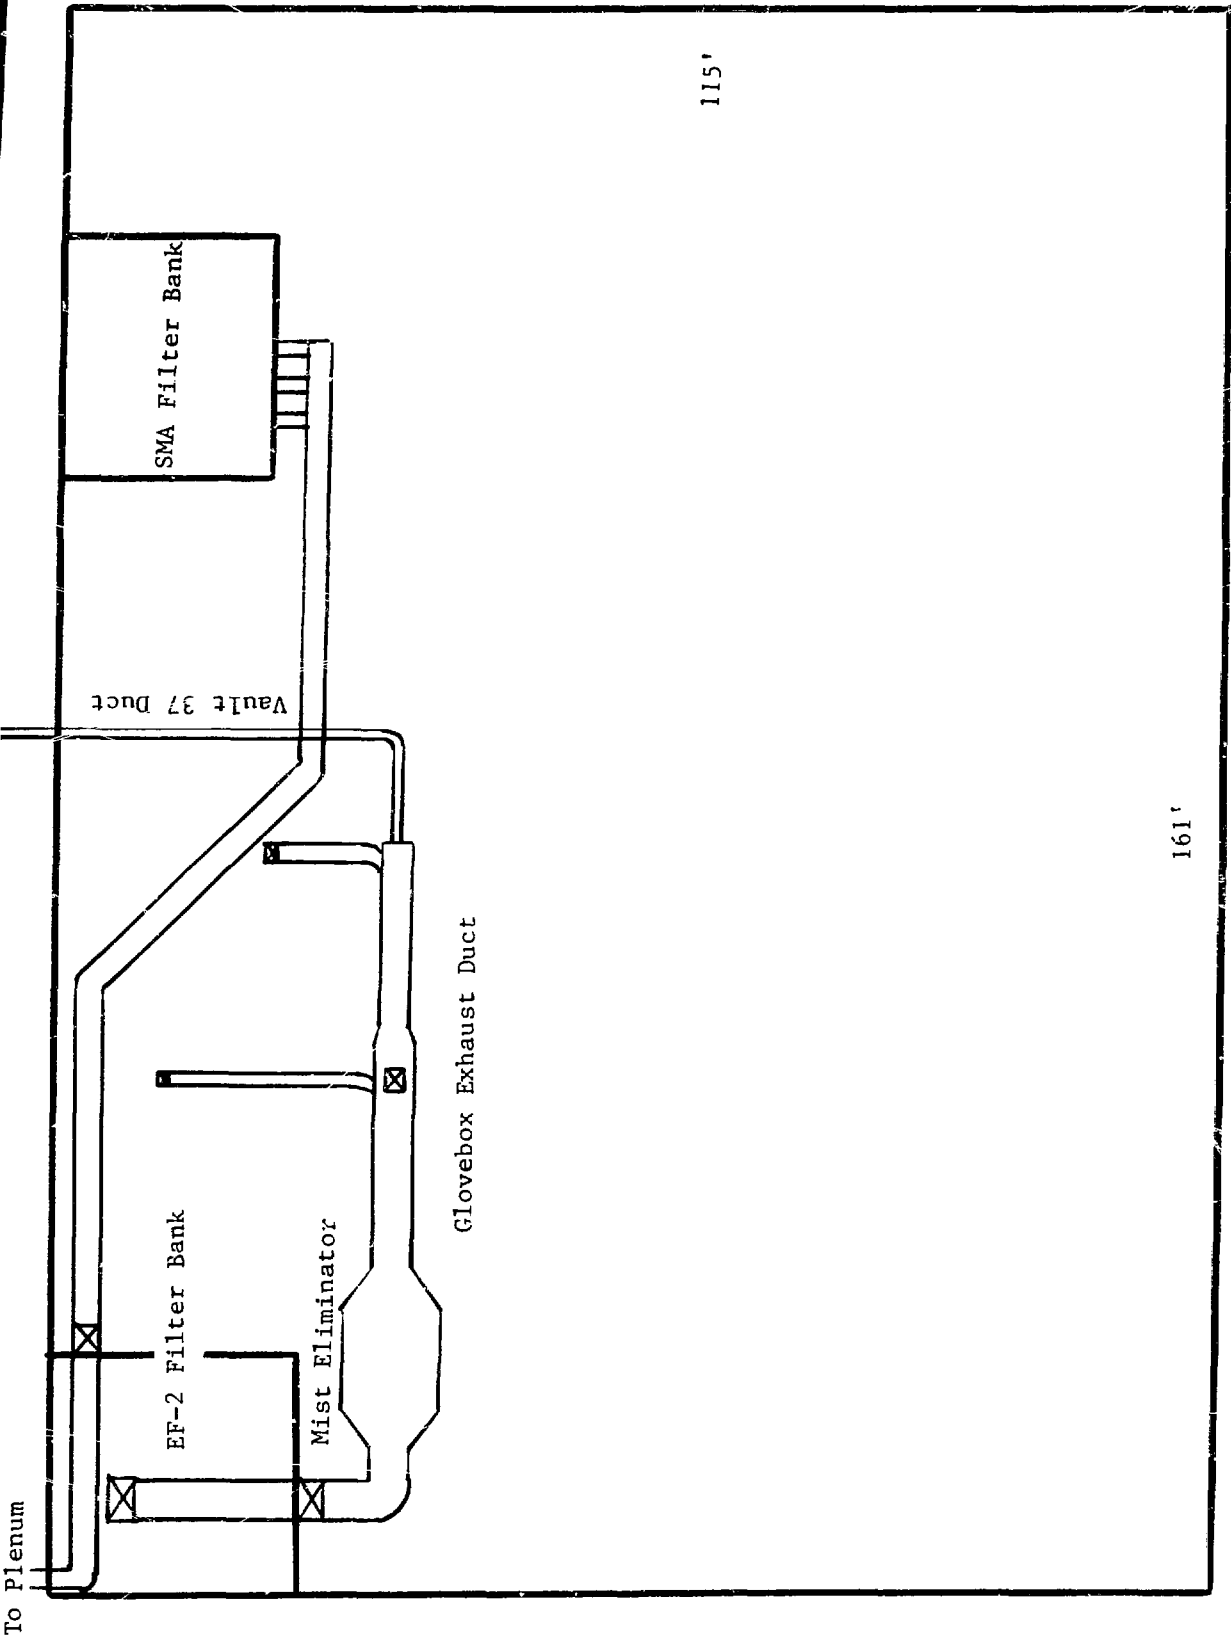 To Plenum
EF-2 Filter Bank
Mist Eliminator
Glovebox Exhaust Duct
Vault 37 Duct
SMA Filter Bank
115'
161'